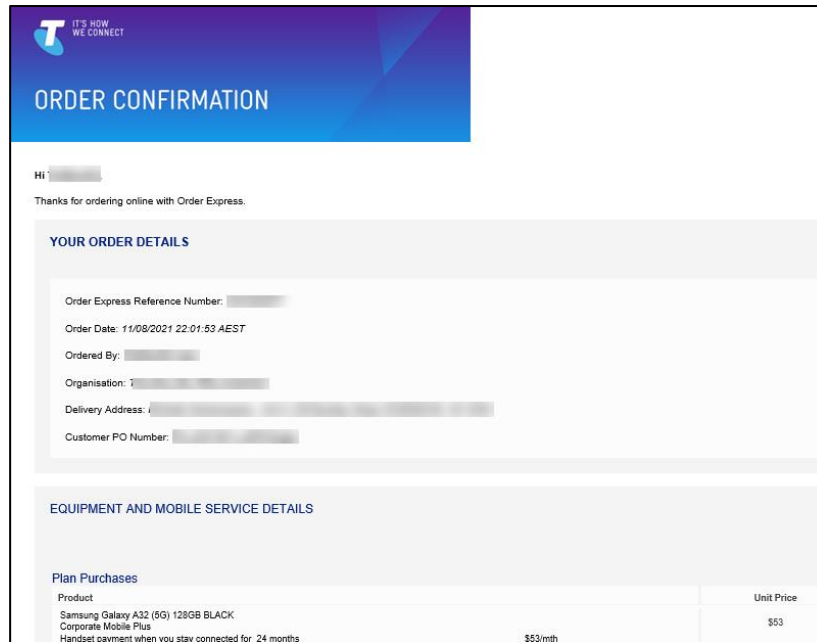 IT'S HOW
WE CONNECT
ORDER CONFIRMATION
Hi
Thanks for ordering online with Order Express.
YOUR ORDER DETAILS
Order Express Reference Number:
Order Date: 11/08/2021 22:01:53 AEST
Ordered By:
Organisation:
Delivery Address:
Customer PO Number:
EQUIPMENT AND MOBILE SERVICE DETAILS
Plan Purchases
Product Unit Price
Samsung Galaxy A32 (5G) 128GB BLACK
Corporate Mobile Plus $53
Handset payment when you stay connected for 24 months $53/mth